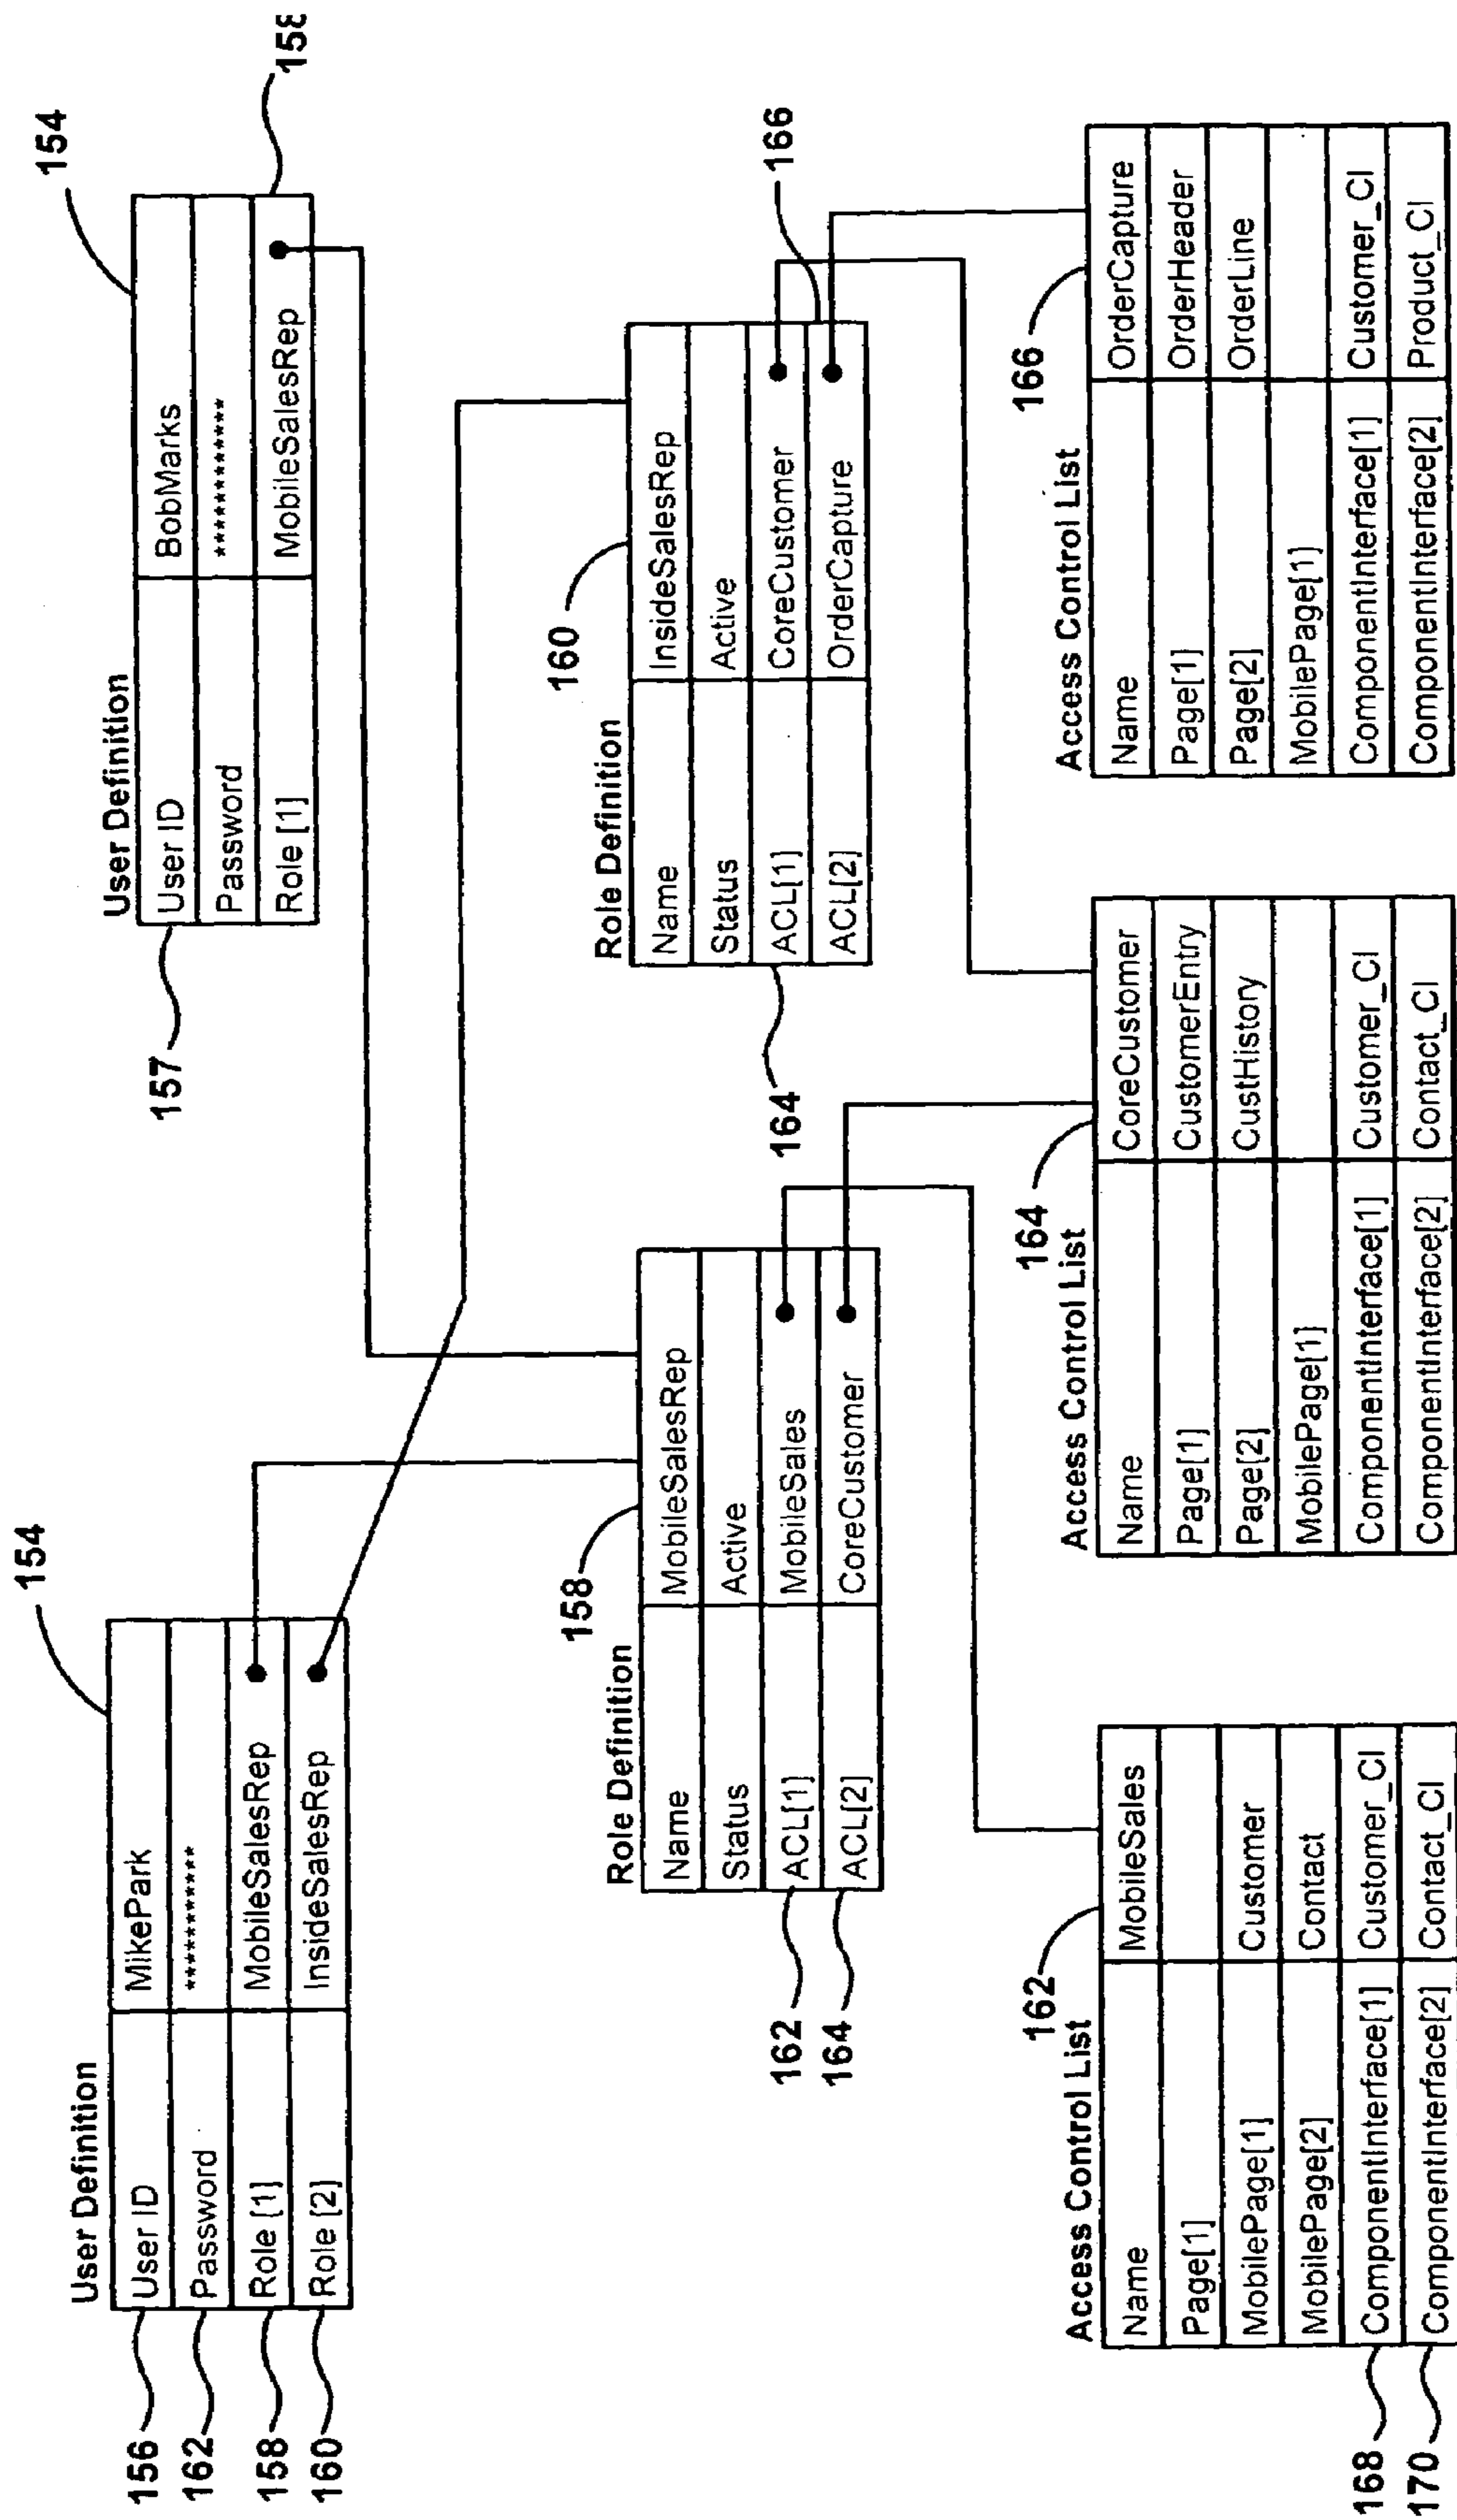 154
User Definition
156 User ID MikePark
162 Password **********
158 Role [1] MobileSalesRep
160 Role [2] InsideSalesRep
154
User Definition
157 User ID BobMarks
Password ***********
Role [1] MobileSalesRep 158
158
Role Definition
Name MobileSalesRep
Status Active
162 ACL[1] MobileSales
164 ACL[2] CoreCustomer
160
Role Definition
Name InsideSalesRep
Status Active
164 ACL[1] CoreCustomer
ACL[2] OrderCapture
166
162
Access Control List
Name MobileSales
Page[1]
MobilePage[1] Customer
MobilePage[2] Contact
168 ComponentInterface[1] Customer_CI
170 ComponentInterface[2] Contact_CI
164
Access Control List
Name CoreCustomer
Page[1] CustomerEntry
Page[2] CustHistory
MobilePage[1]
ComponentInterface[1] Customer_CI
ComponentInterface[2] Contact_CI
166
Access Control List
Name OrderCapture
Page[1] OrderHeader
Page[2] OrderLine
MobilePage[1]
ComponentInterface[1] Customer_CI
ComponentInterface[2] Product_CI